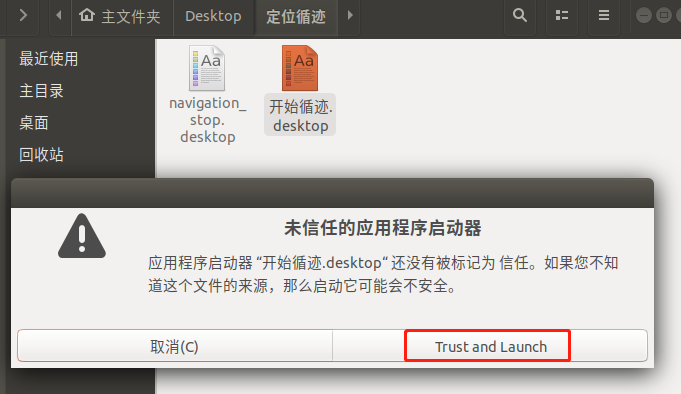 主文件夹 Desktop 定位循迹
最近使用
主目录
桌面
回收站
Aa
Aa
navigation_
stop.
desktop
开始循迹.
desktop
未信任的应用程序启动器
应用程序启动器 “开始循迹.desktop“ 还没有被标记为 信任。如果您不知
道这个文件的来源，那么启动它可能会不安全。
取消(C) Trust and Launch